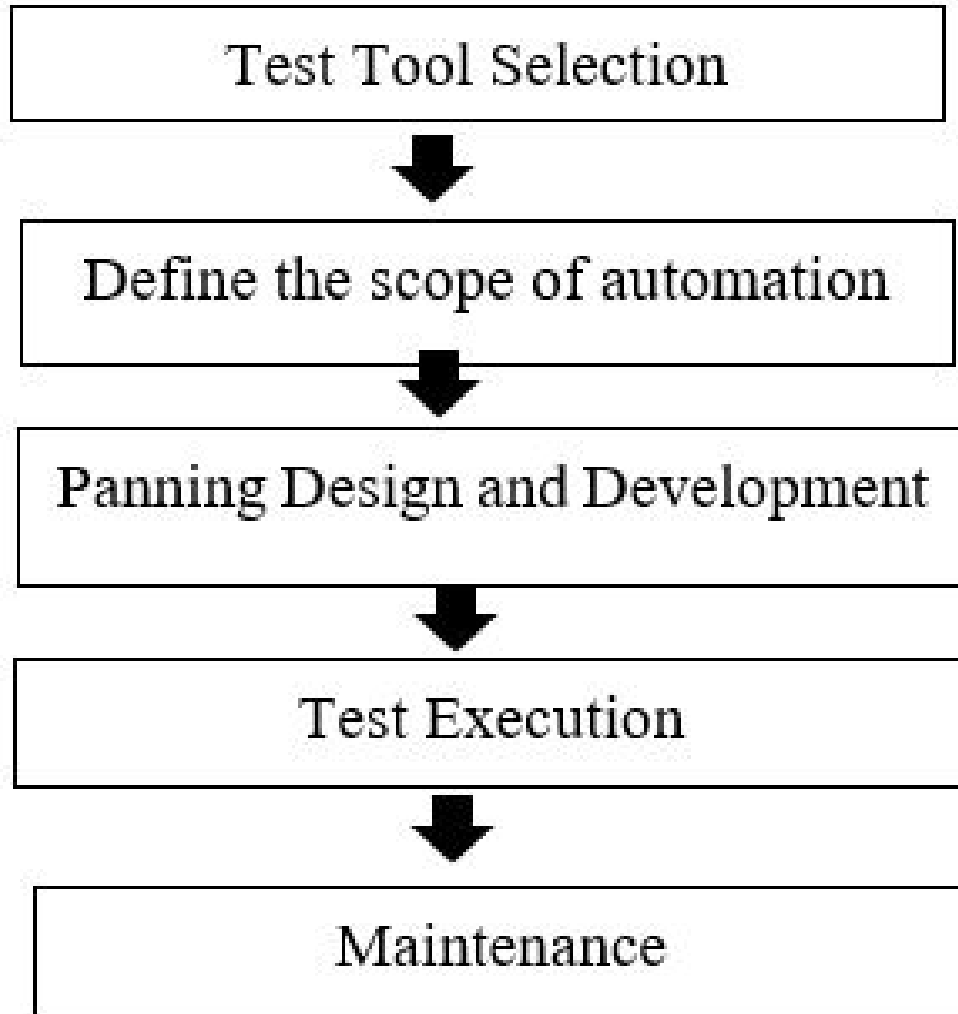 Test Tool Selection
Define the scope of automation
Panning Design and Development
Test Execution
Maintenance